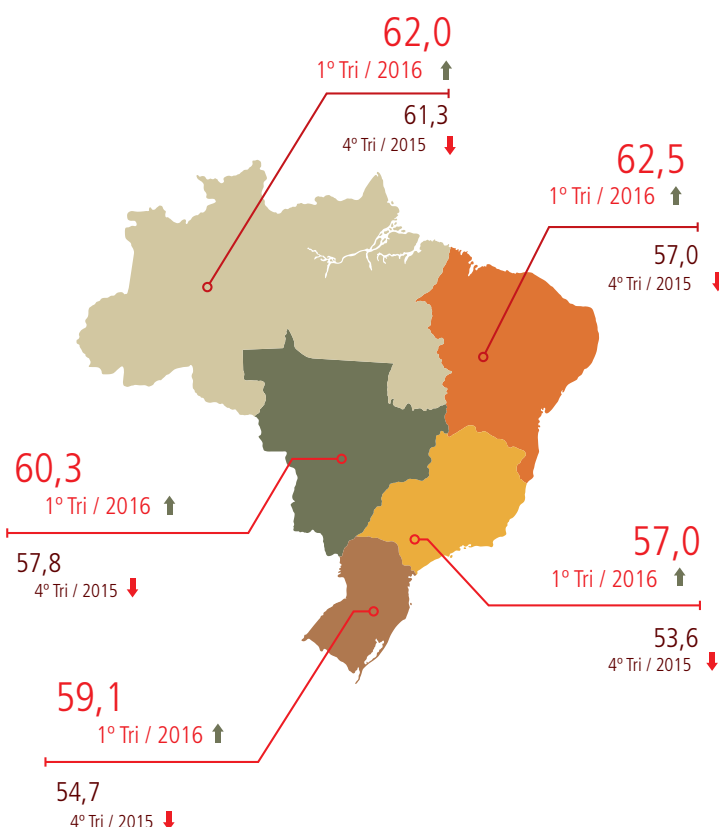 62,0
1º Tri / 2016
61,3
4º Tri / 2015
62,5
1º Tri / 2016
57,0
4º Tri / 2015
60,3
1º Tri / 2016
57,8
4º Tri / 2015
57,0
1º Tri / 2016
53,6
4º Tri / 2015
59,1
1º Tri / 2016
54,7
4º Tri / 2015